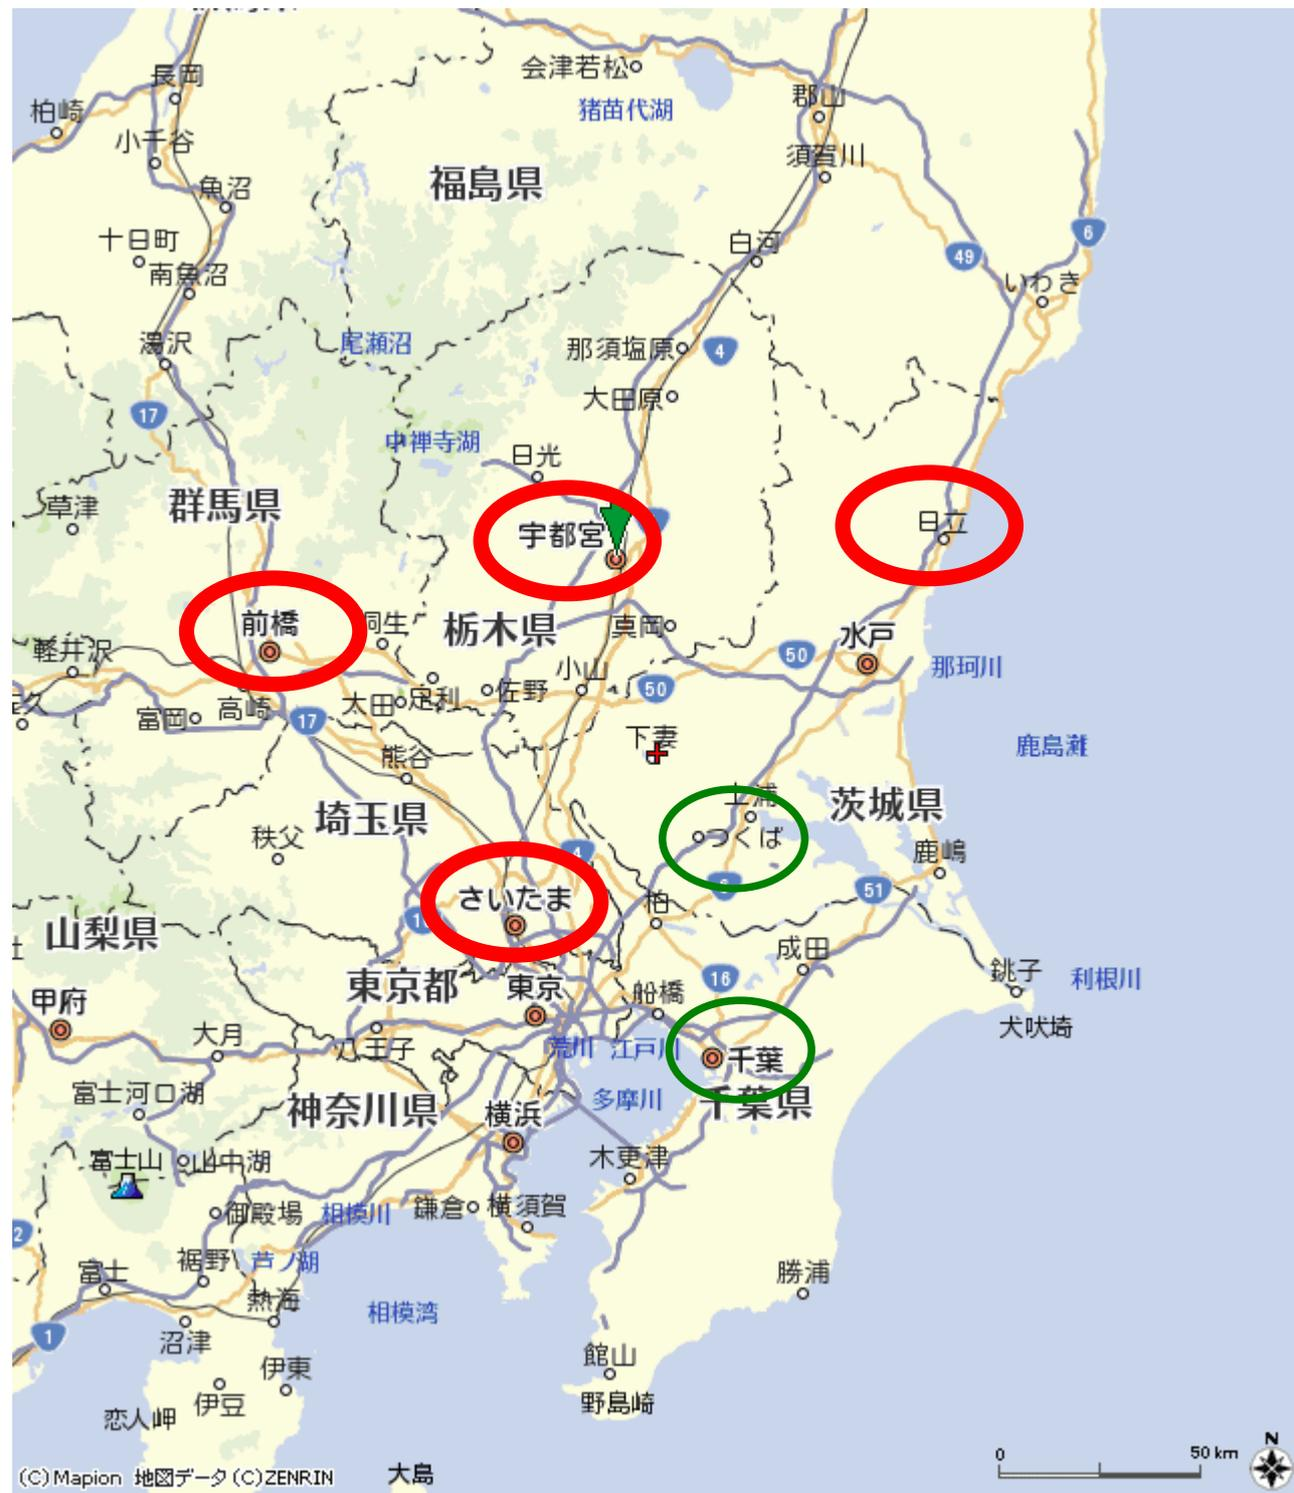 会津若松
長岡
郡山
柏崎
猪苗代湖
小千谷
須賀川
福島県
魚沼
6
十日町
白河
49
南魚沼
いわき
湯沢
尾瀬沼
那須塩原
4
大田原
17
中禅寺湖
日光
群馬県
草津
宇都宮
日立
前橋
桐生
栃木県
真岡
水戸
軽井沢
50
那珂川
小山
50
佐久
富岡
高崎
太田
足利
佐野
17
下妻
鹿島灘
熊谷
土浦
茨城県
埼玉県
つくば
秩父
4
鹿嶋
さいたま
6
51
柏
山梨県
成田
東京都
東京
16
船橋
銚子
利根川
甲府
犬吠埼
大月
八王子
荒川
江戸川
千葉
富士河口湖
神奈川県
横浜
多摩川
千葉県
富士山
山中湖
木更津
御殿場
相模川
鎌倉
横須賀
裾野
芦ノ湖
富士
勝浦
熱海
相模湾
1
沼津
館山
伊東
伊豆
野島崎
恋人岬
大島
0 50 km
N
(C)Mapion 地図データ(C)ZENRIN